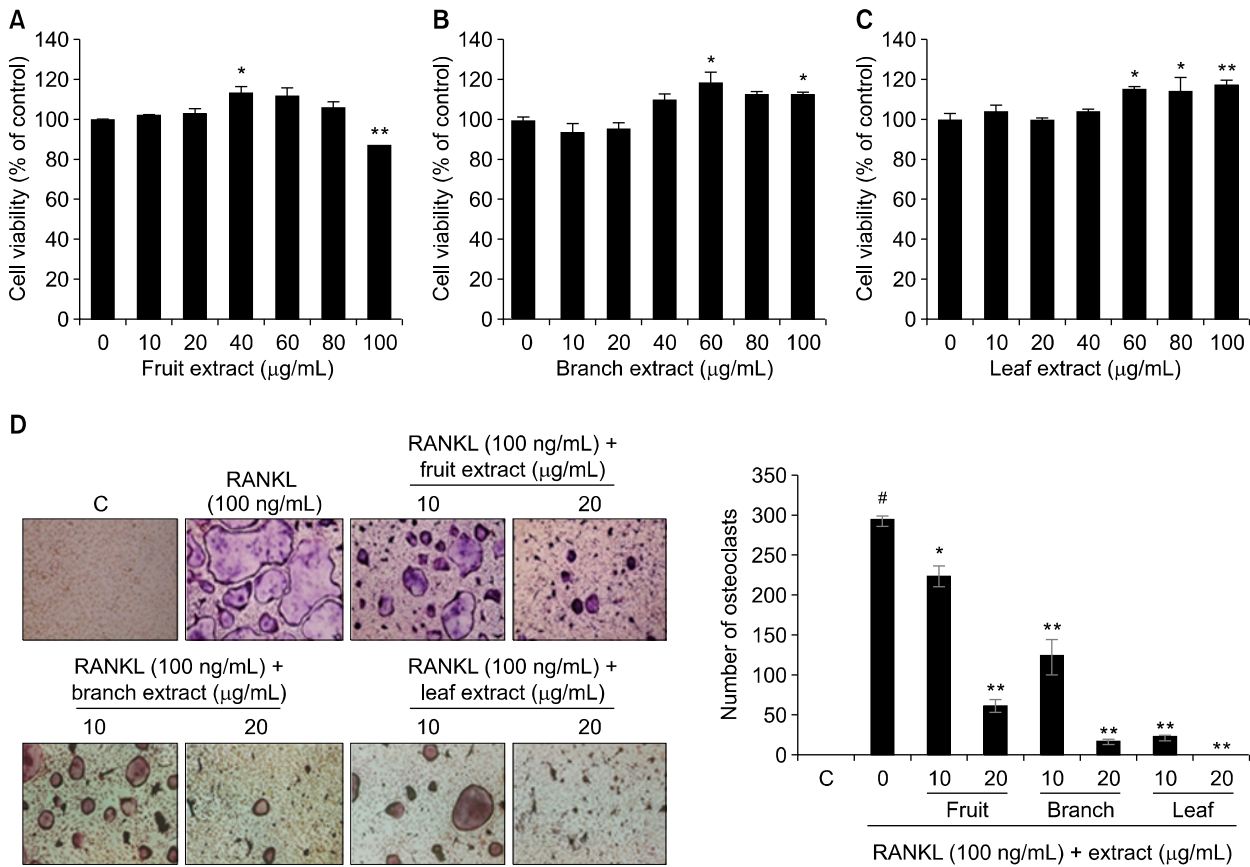 A
140
120
100
80
60
40
20
0
Cell viability (% of control)
*
**
0 10 20 40 60 80 100
Fruit extract (μg/mL)
B
140
120
100
80
60
40
20
0
Cell viability (% of control)
*
*
0 10 20 40 60 80 100
Branch extract (μg/mL)
C
140
120
100
80
60
40
20
0
Cell viability (% of control)
*
*
**
0 10 20 40 60 80 100
Leaf extract (μg/mL)
D
C
RANKL
(100 ng/mL)
RANKL (100 ng/mL) +
fruit extract (μg/mL)
10 20
RANKL (100 ng/mL) +
branch extract (μg/mL)
10 20
RANKL (100 ng/mL) +
leaf extract (μg/mL)
10 20
350
300
250
200
150
100
50
0
Number of osteoclasts
#
*
**
**
**
**
**
C 0 10 20 10 20 10 20
Fruit Branch Leaf
RANKL (100 ng/mL) + extract (μg/mL)